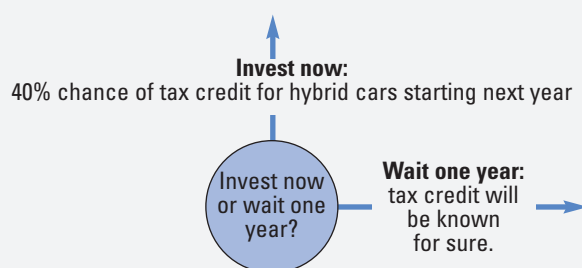 Invest now:
40% chance of tax credit for hybrid cars starting next year
Invest now
or wait one
year?
Wait one year:
tax credit will
be known
for sure.